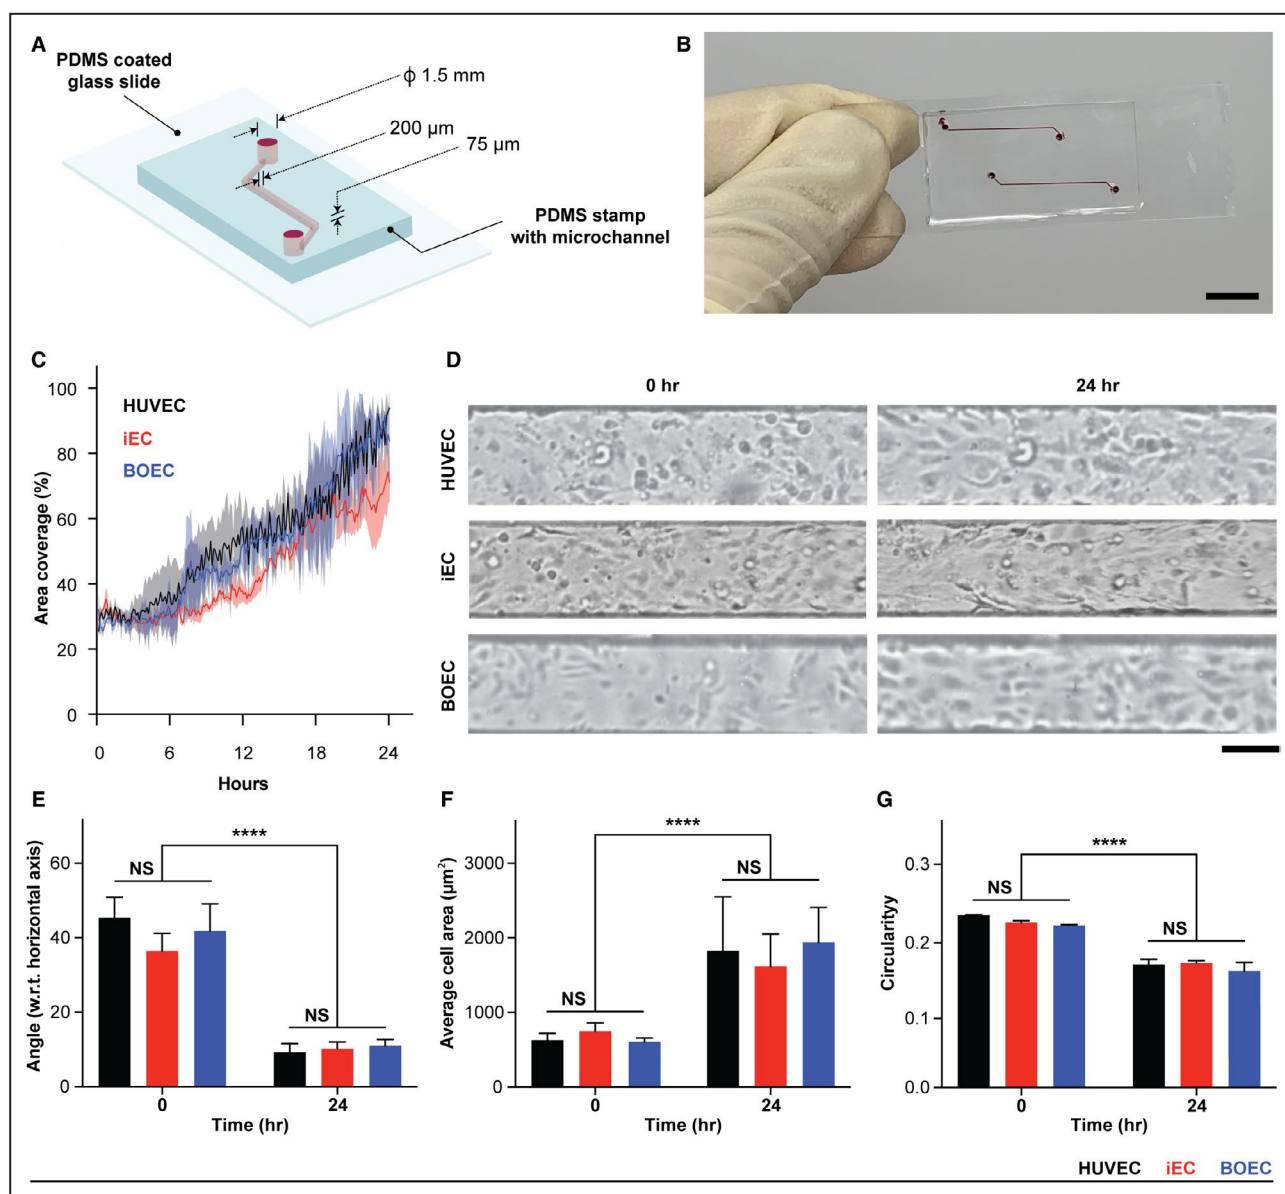 A
PDMS coated
glass slide
ϕ 1.5 mm
200 µm
75 µm
PDMS stamp
with microchannel
B
C
Area coverage (%)
100
80
60
40
20
0
HUVEC
iEC
BOEC
0 6 12 18 24
Hours
D
0 hr 24 hr
HUVEC
iEC
BOEC
E
Angle (w.r.t. horizontal axis)
60
40
20
0
NS
****
NS
0 24
Time (hr)
F
Average cell area (µm²)
3000
2000
1000
0
NS
****
NS
0 24
Time (hr)
G
Circularityy
0.3
0.2
0.1
0.0
NS
****
NS
0 24
Time (hr)
HUVEC iEC BOEC